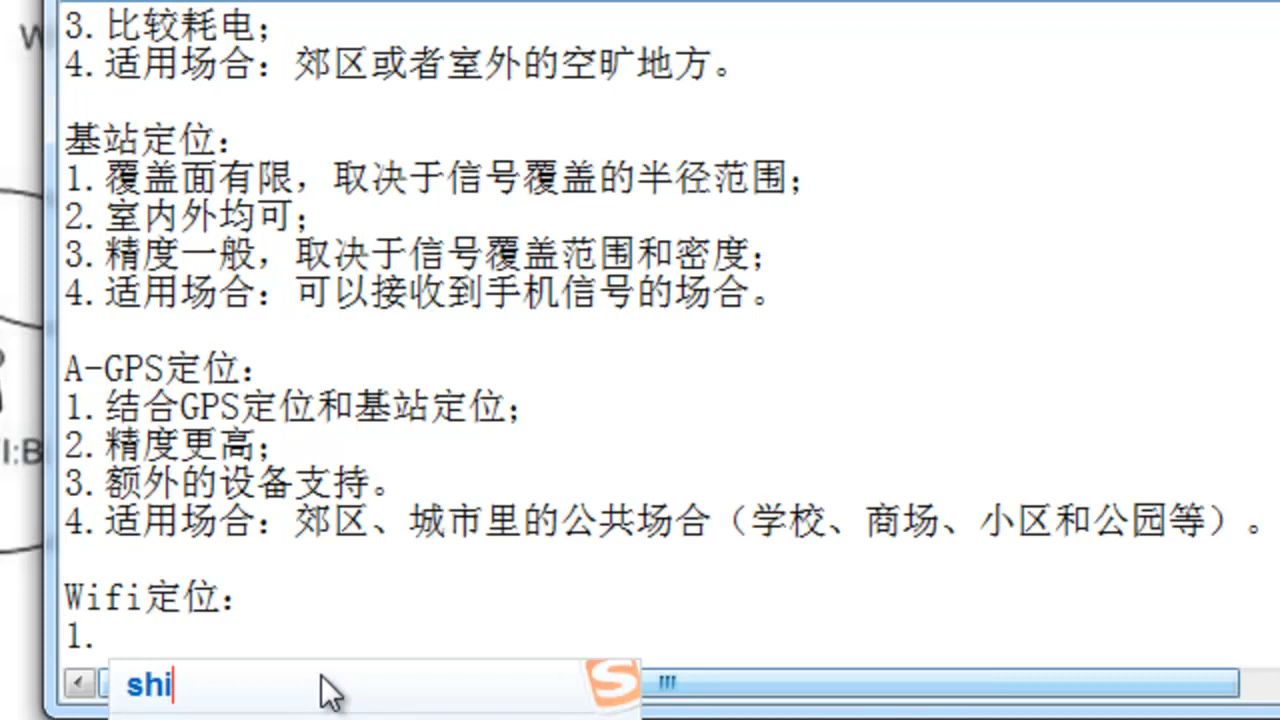 3.比较耗电；
4.适用场合：郊区或者室外的空旷地方。
基站定位：
1.覆盖面有限，取决于信号覆盖的半径范围；
2.室内外均可；
3.精度一般，取决于信号覆盖范围和密度；
4.适用场合：可以接收到手机信号的场合。
A-GPS定位：
1.结合GPS定位和基站定位；
2.精度更高；
3.额外的设备支持。
4.适用场合：郊区、城市里的公共场合（学校、商场、小区和公园等）。
Wifi定位：
1.
shi